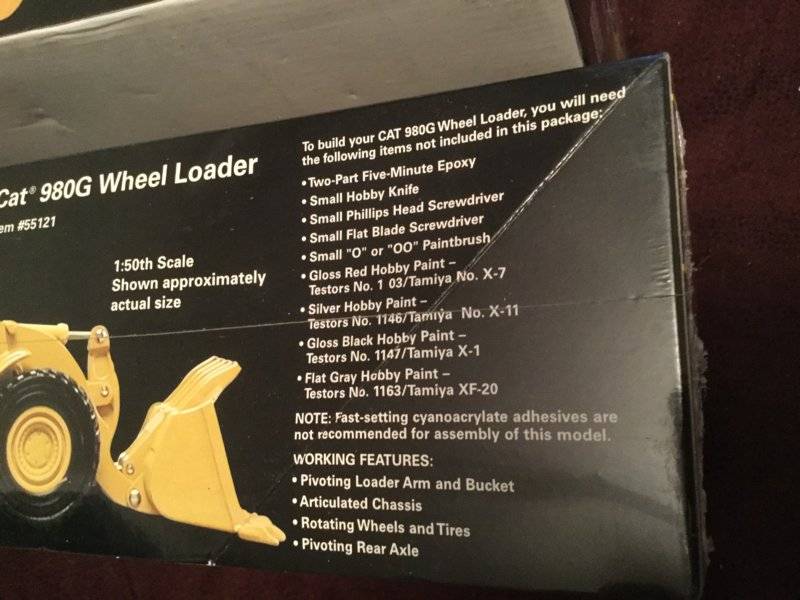 Cat® 980G Wheel Loader
em #55121
1:50th Scale
Shown approximately
actual size
To build your CAT 980G Wheel Loader, you will need
the following items not included in this package:
• Two-Part Five-Minute Epoxy
• Small Hobby Knife
• Small Phillips Head Screwdriver
• Small Flat Blade Screwdriver
• Small "O" or "OO" Paintbrush
• Gloss Red Hobby Paint –
Testors No. 1 03/Tamiya No. X-7
• Silver Hobby Paint –
Testors No. 1146/Tamiya No. X-11
• Gloss Black Hobby Paint –
Testors No. 1147/Tamiya X-1
• Flat Gray Hobby Paint –
Testors No. 1163/Tamiya XF-20
NOTE: Fast-setting cyanoacrylate adhesives are
not recommended for assembly of this model.
WORKING FEATURES:
• Pivoting Loader Arm and Bucket
• Articulated Chassis
• Rotating Wheels and Tires
• Pivoting Rear Axle